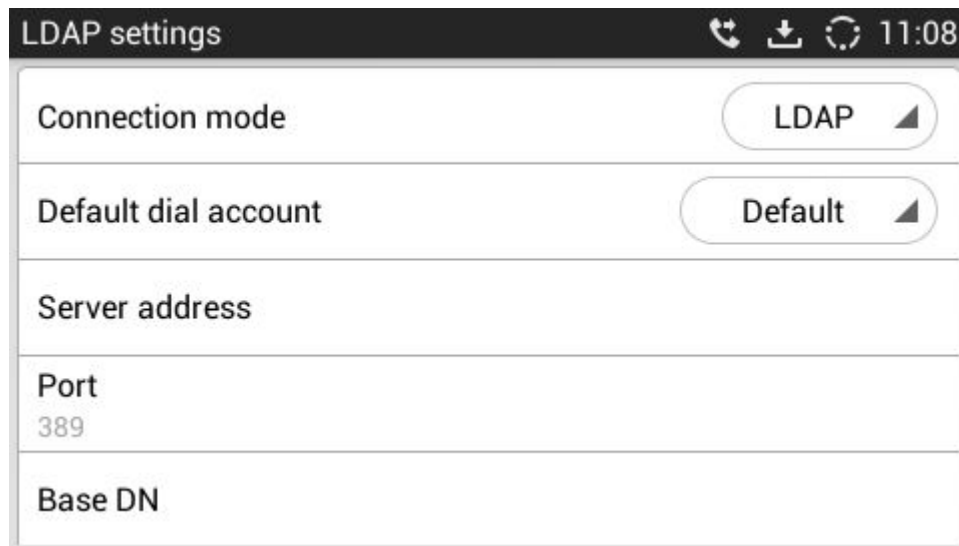 LDAP settings 11:08
Connection mode LDAP
Default dial account Default
Server address
Port
389
Base DN